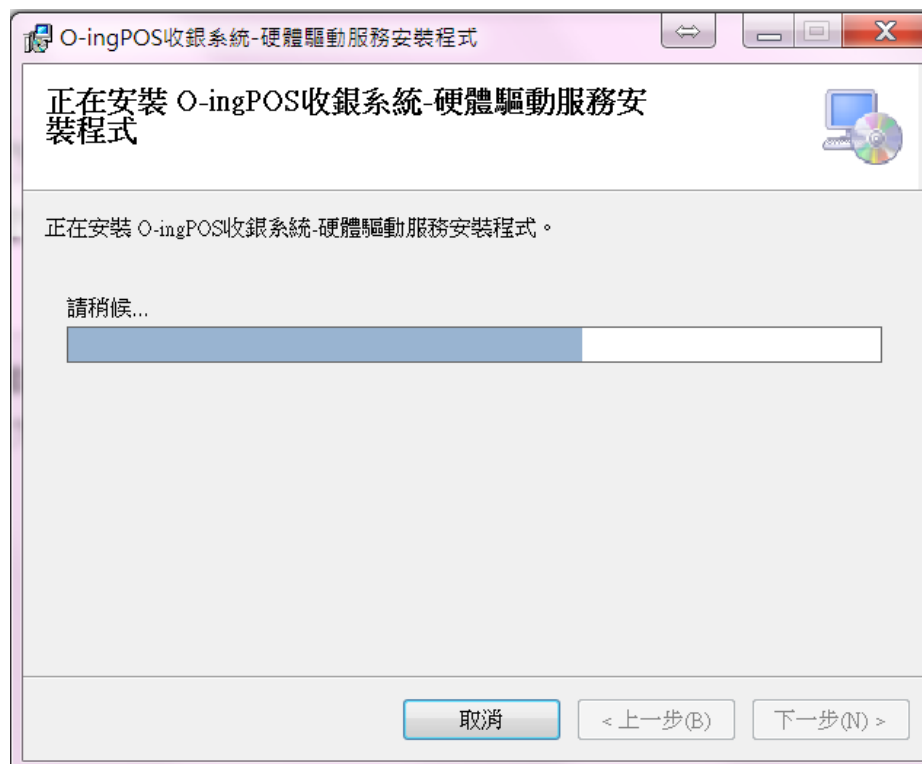 O-ingPOS收銀系統-硬體驅動服務安裝程式
正在安裝 O-ingPOS收銀系統-硬體驅動服務安
裝程式
正在安裝 O-ingPOS收銀系統-硬體驅動服務安裝程式。
請稍候...
取消
< 上一步(B)
下一步(N) >